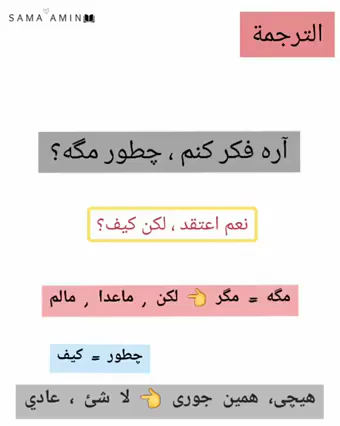 SAMA AMIN
الترجمة
آره فکر کنم ، چطور مگه؟
نعم اعتقد ، لكن كيف؟
مگه = مگر 👈 لكن , ماعدا , مالم
چطور = كيف
هیچی، همین جوری 👈 لا شئ ، عادي